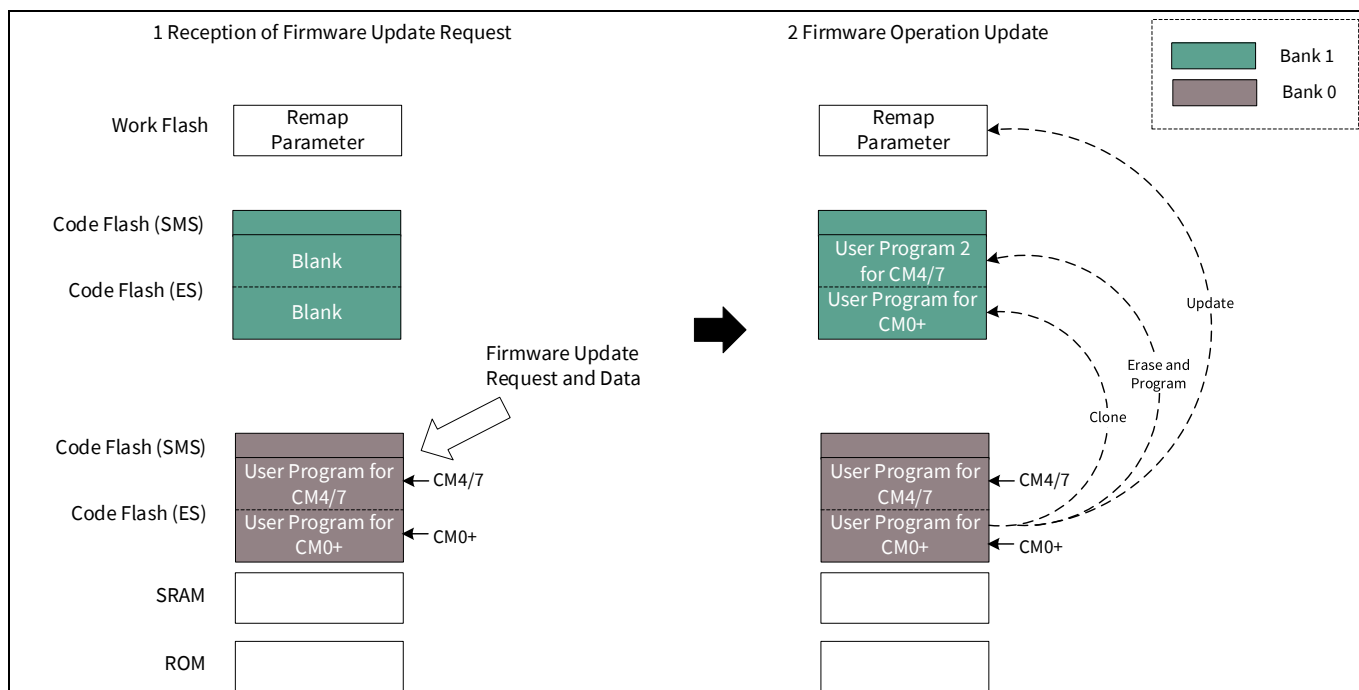 1 Reception of Firmware Update Request
2 Firmware Operation Update
Bank 1
Bank 0
Work Flash
Remap
Parameter
Code Flash (SMS)
Blank
Code Flash (ES)
Blank
Firmware Update
Request and Data
Code Flash (SMS)
User Program for
CM4/7
CM4/7
Code Flash (ES)
User Program for
CM0+
CM0+
SRAM
ROM
Remap
Parameter
User Program 2
for CM4/7
User Program for
CM0+
Update
Erase and
Program
Clone
User Program for
CM4/7
CM4/7
User Program for
CM0+
CM0+